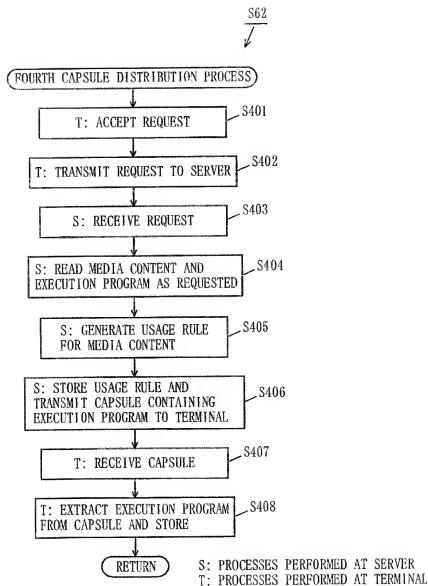 S62
FOURTH CAPSULE DISTRIBUTION PROCESS
S401
T: ACCEPT REQUEST
S402
T: TRANSMIT REQUEST TO SERVER
S403
S: RECEIVE REQUEST
S404
S: READ MEDIA CONTENT AND
EXECUTION PROGRAM AS REQUESTED
S405
S: GENERATE USAGE RULE
FOR MEDIA CONTENT
S406
S: STORE USAGE RULE AND
TRANSMIT CAPSULE CONTAINING
EXECUTION PROGRAM TO TERMINAL
S407
T: RECEIVE CAPSULE
S408
T: EXTRACT EXECUTION PROGRAM
FROM CAPSULE AND STORE
RETURN
S: PROCESSES PERFORMED AT SERVER
T: PROCESSES PERFORMED AT TERMINAL